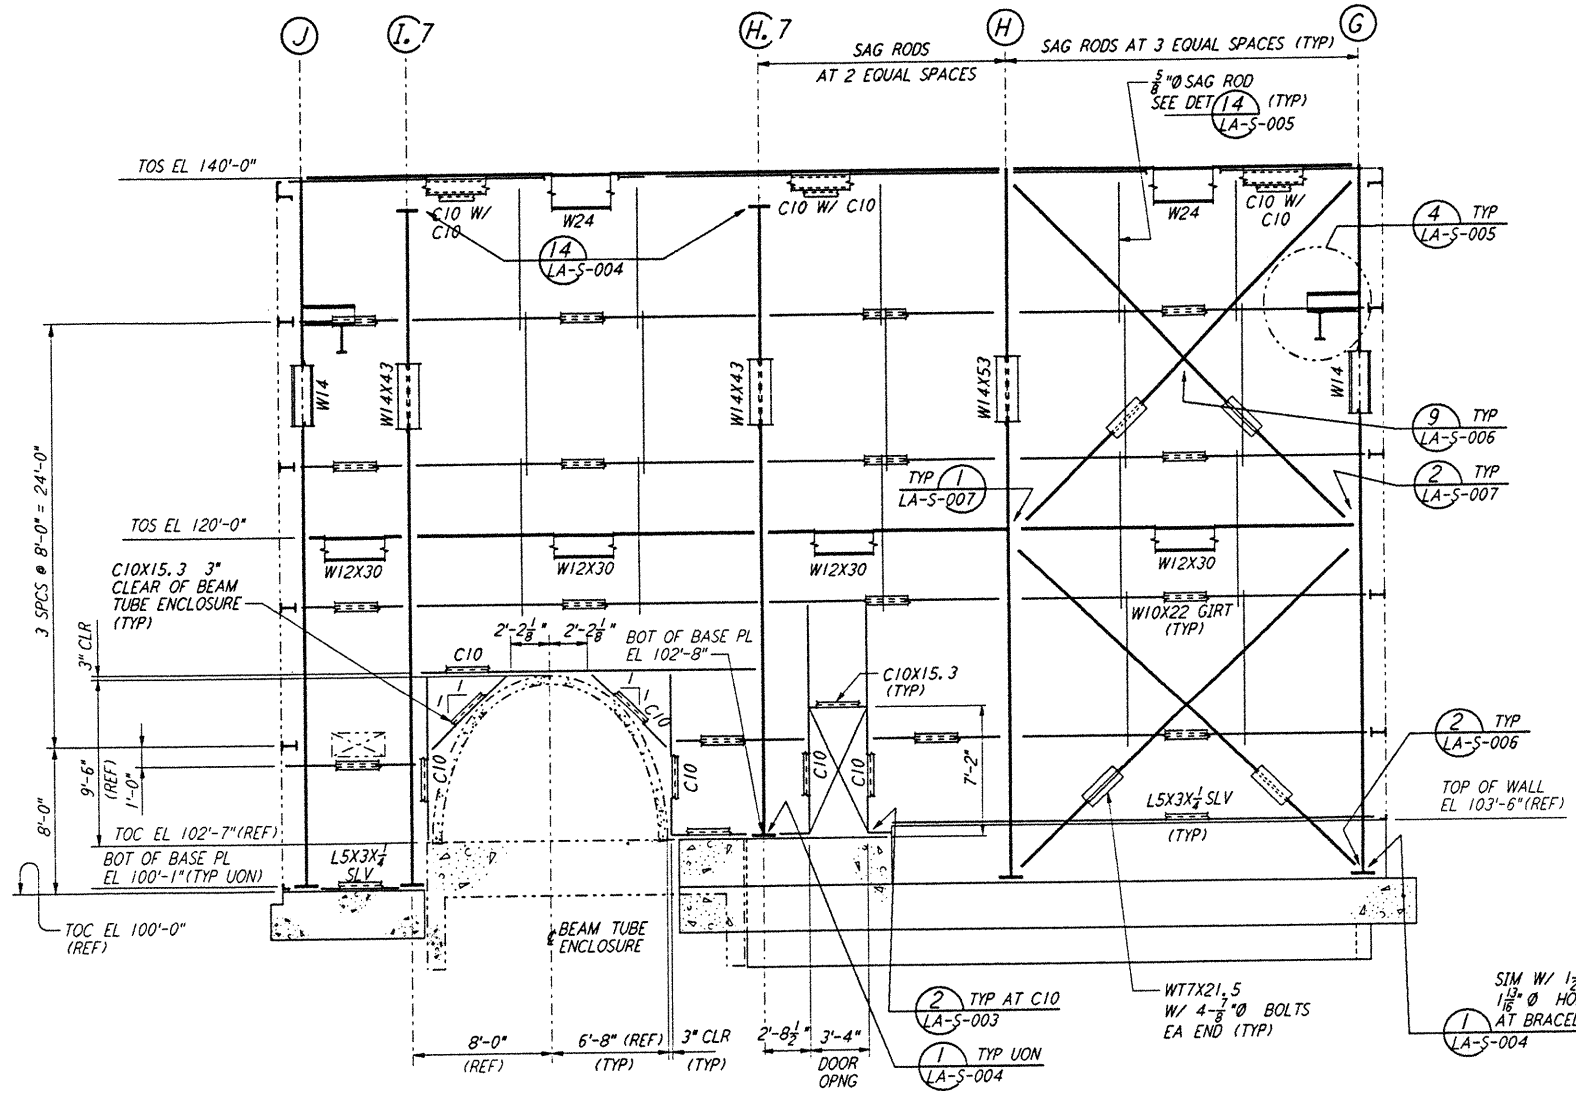 J
I.7
H.7
H
G
SAG RODS
AT 2 EQUAL SPACES
SAG RODS AT 3 EQUAL SPACES (TYP)
5/8"Ø SAG ROD
SEE DET 14 (TYP)
LA-S-005
TOS EL 140'-0"
C10 W/
C10
W24
C10 W/ C10
W24
C10 W/
C10
14
LA-S-004
4 TYP
LA-S-005
W14
W14X43
W14X43
W14X53
W14
9 TYP
LA-S-006
TYP 1
LA-S-007
2 TYP
LA-S-007
3 SPCS @ 8'-0" = 24'-0"
TOS EL 120'-0"
W12X30
W12X30
W12X30
W12X30
C10X15.3 3"
CLEAR OF BEAM
TUBE ENCLOSURE
(TYP)
W10X22 GIRT
(TYP)
2'-2 1/8"
2'-2 1/8"
BOT OF BASE PL
EL 102'-8"
3" CLR
C10
C10X15.3
(TYP)
1
1
1
1
C10
C10
C10
C10
C10
7'-2"
2 TYP
LA-S-006
8'-0"
9'-6"
(REF)
1'-0"
L5X3X1/4 SLV
(TYP)
TOP OF WALL
EL 103'-6"(REF)
TOC EL 102'-7"(REF)
BOT OF BASE PL
EL 100'-1"(TYP UON)
L5X3X1/4
SLV
TOC EL 100'-0"
(REF)
℄ BEAM TUBE
ENCLOSURE
WT7X21.5
W/ 4-7/8"Ø BOLTS
EA END (TYP)
2 TYP AT C10
LA-S-003
1 TYP UON
LA-S-004
SIM W/
1 13/16"Ø
AT
1
LA-S-004
8'-0"
(REF)
6'-8" (REF)
(TYP)
3" CLR
(TYP)
2'-8 1/2"
3'-4"
DOOR
OPNG